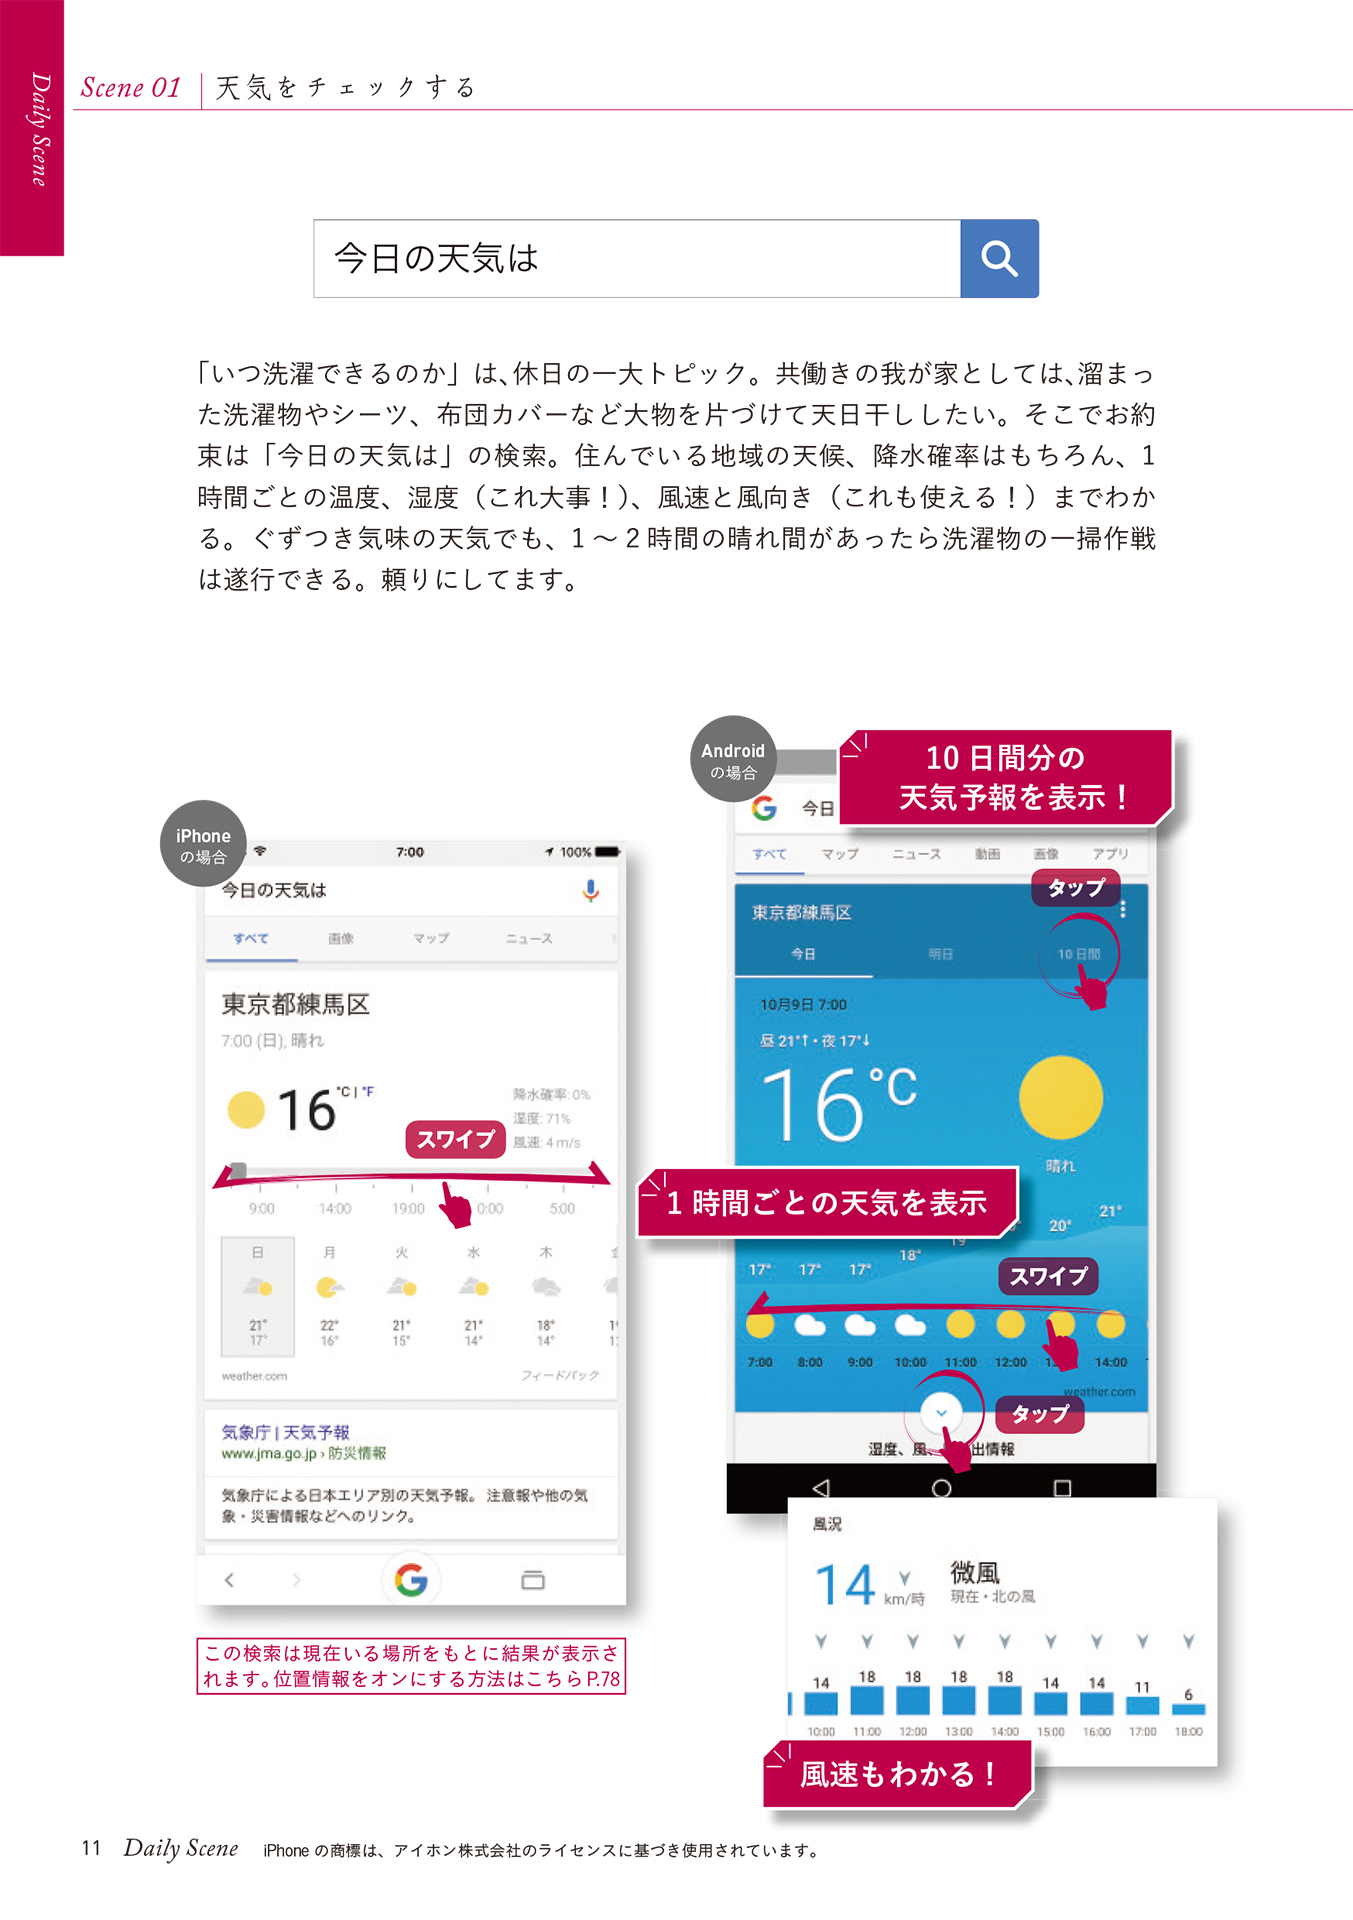 Daily Scene
Scene 01
天気をチェックする
今日の天気は
「いつ洗濯できるのか」は、休日の一大トピック。共働きの我が家としては、溜まっ
た洗濯物やシーツ、布団カバーなど大物を片づけて天日干ししたい。そこでお約
束は「今日の天気は」の検索。住んでいる地域の天候、降水確率はもちろん、1
時間ごとの温度、湿度（これ大事！）、風速と風向き（これも使える！）までわか
る。ぐずつき気味の天気でも、1～2時間の晴れ間があったら洗濯物の一掃作戦
は遂行できる。頼りにしてます。
iPhone
の場合
7:00
100%
今日の天気は
すべて 画像 マップ ニュース
東京都練馬区
7:00 (日), 晴れ
16 °C | °F
降水確率: 0%
湿度: 71%
風速: 4 m/s
スワイプ
9:00 14:00 19:00 0:00 5:00
日 月 火 水 木
21° 22° 21° 21° 18°
17° 16° 15° 14° 14°
weather.com フィードバック
気象庁 | 天気予報
www.jma.go.jp › 防災情報
気象庁による日本エリア別の天気予報。 注意報や他の気
象・災害情報などへのリンク。
G
この検索は現在いる場所をもとに結果が表示さ
れます。位置情報をオンにする方法はこちら P.78
Android
の場合
10 日間分の
天気予報を表示！
G 今日
すべて マップ ニュース 動画 画像 アプリ
タップ
東京都練馬区
今日 明日 10 日間
10月9日 7:00
昼 21°↑・夜 17°↓
16°C
晴れ
1 時間ごとの天気を表示
17° 17° 17° 18° 19° 20° 21°
スワイプ
7:00 8:00 9:00 10:00 11:00 12:00 14:00
weather.com
タップ
湿度、風、 出情報
風況
14 km/時
微風
現在・北の風
14 18 18 18 18 14 14 11 6
10:00 11:00 12:00 13:00 14:00 15:00 16:00 17:00 18:00
風速もわかる！
11 Daily Scene iPhone の商標は、アイホン株式会社のライセンスに基づき使用されています。